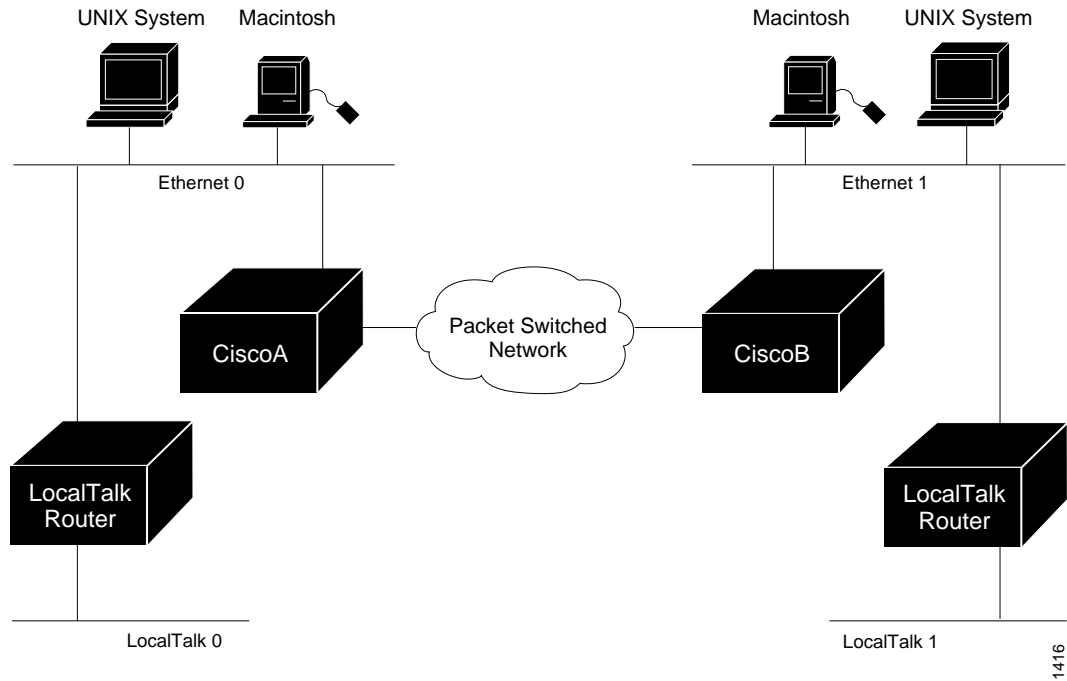 UNIX System
Macintosh
Macintosh
UNIX System
Ethernet 0
Ethernet 1
CiscoA
Packet Switched
Network
CiscoB
LocalTalk
Router
LocalTalk
Router
LocalTalk 0
LocalTalk 1
1416